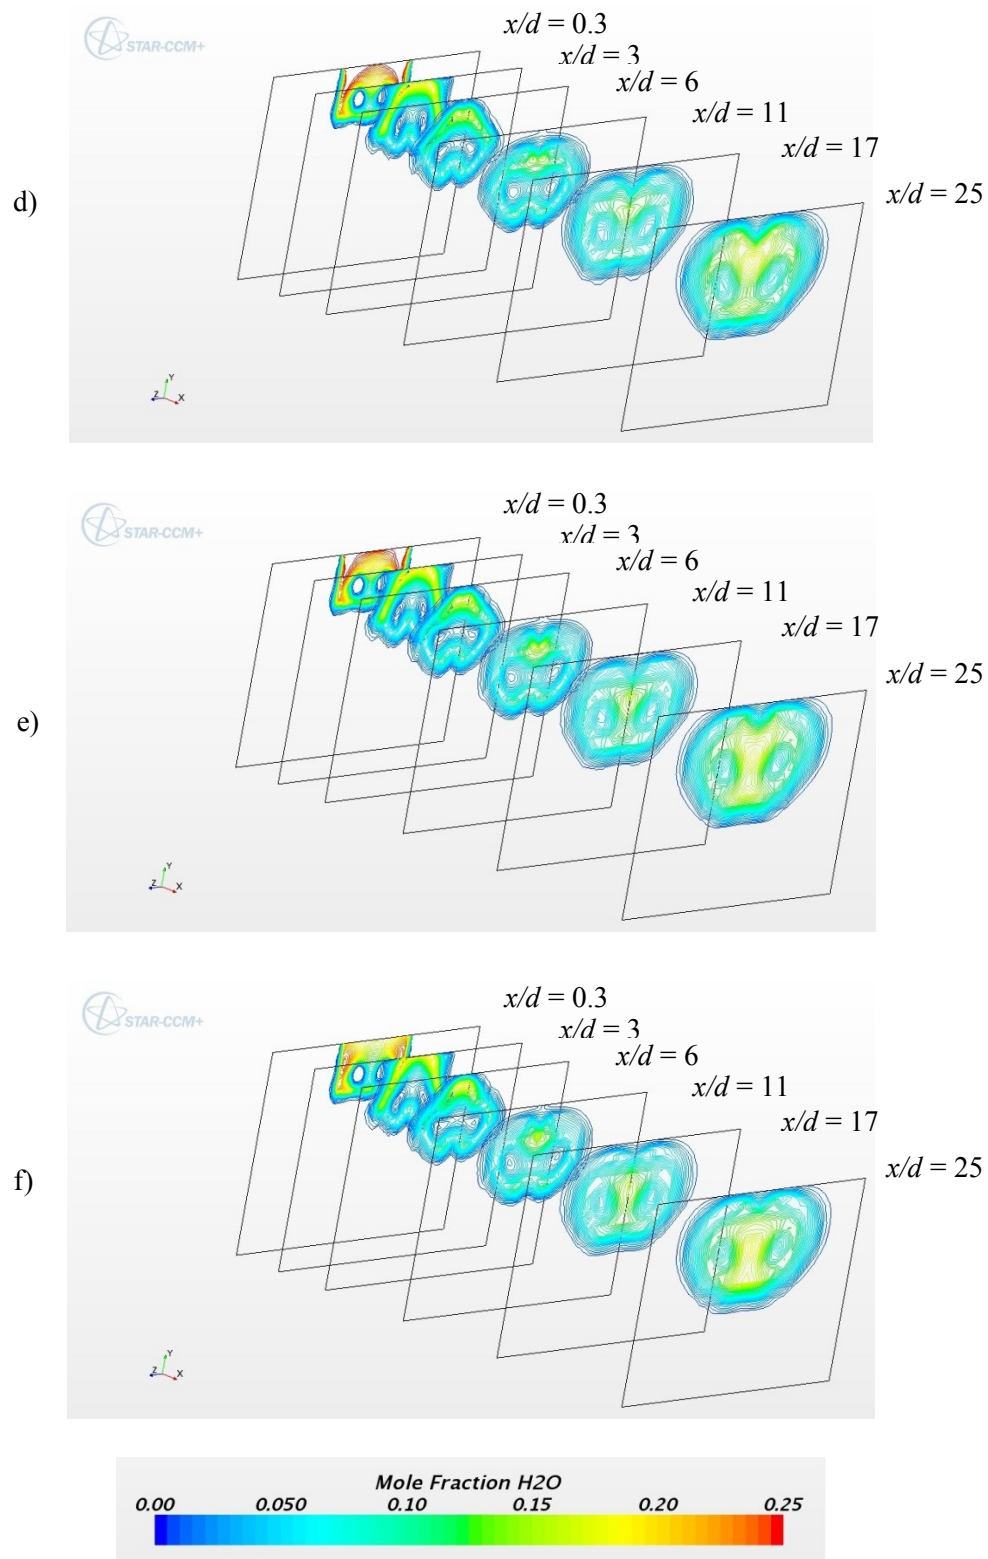 STAR-CCM+
x/d = 0.3
x/d = 3
x/d = 6
x/d = 11
x/d = 17
x/d = 25
d)
Y
Z X
STAR-CCM+
x/d = 0.3
x/d = 3
x/d = 6
x/d = 11
x/d = 17
x/d = 25
e)
Y
Z X
STAR-CCM+
x/d = 0.3
x/d = 3
x/d = 6
x/d = 11
x/d = 17
x/d = 25
f)
Y
Z X
Mole Fraction H2O
0.00 0.050 0.10 0.15 0.20 0.25